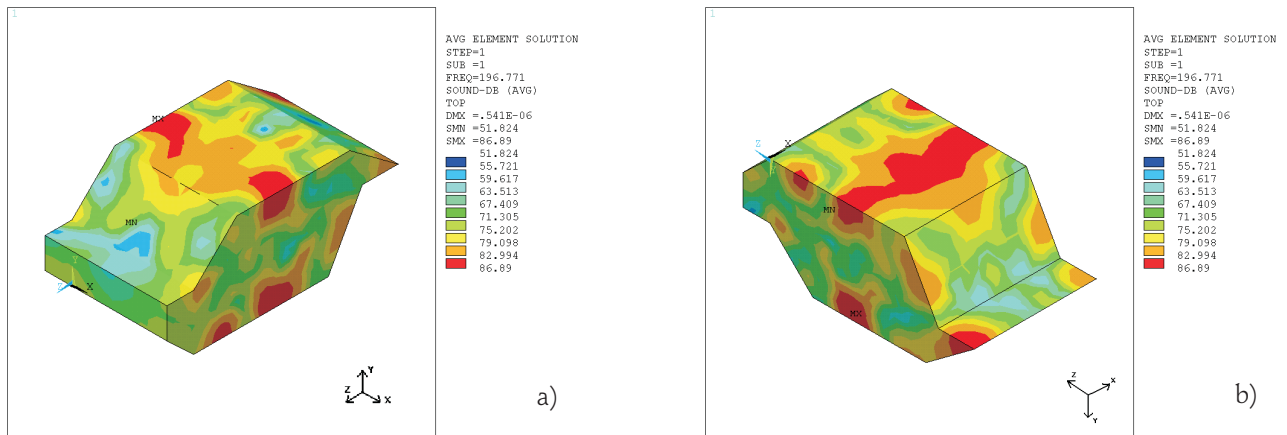 1
AVG ELEMENT SOLUTION
STEP=1
SUB =1
FREQ=196.771
SOUND-DB (AVG)
TOP
DMX =.541E-06
SMN =51.824
SMX =86.89
51.824
55.721
59.617
63.513
67.409
71.305
75.202
79.098
82.994
86.89
MX
MN
Y
Z
X
Y
Z
X
a)
1
AVG ELEMENT SOLUTION
STEP=1
SUB =1
FREQ=196.771
SOUND-DB (AVG)
TOP
DMX =.541E-06
SMN =51.824
SMX =86.89
51.824
55.721
59.617
63.513
67.409
71.305
75.202
79.098
82.994
86.89
Z
X
Y
MN
MX
Z
X
Y
b)